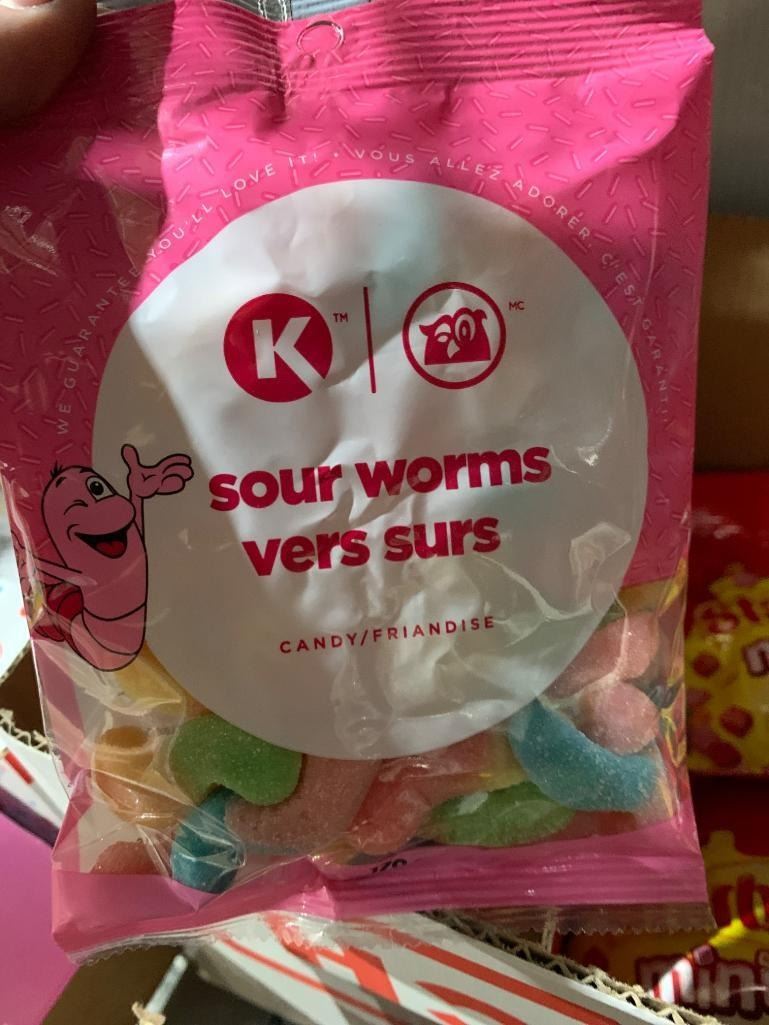 WE GUARANTEE YOU'LL LOVE IT! • VOUS ALLEZ ADORER, C'EST GARANTI!
K TM MC
sour worms
vers surs
CANDY/FRIANDISE
mini